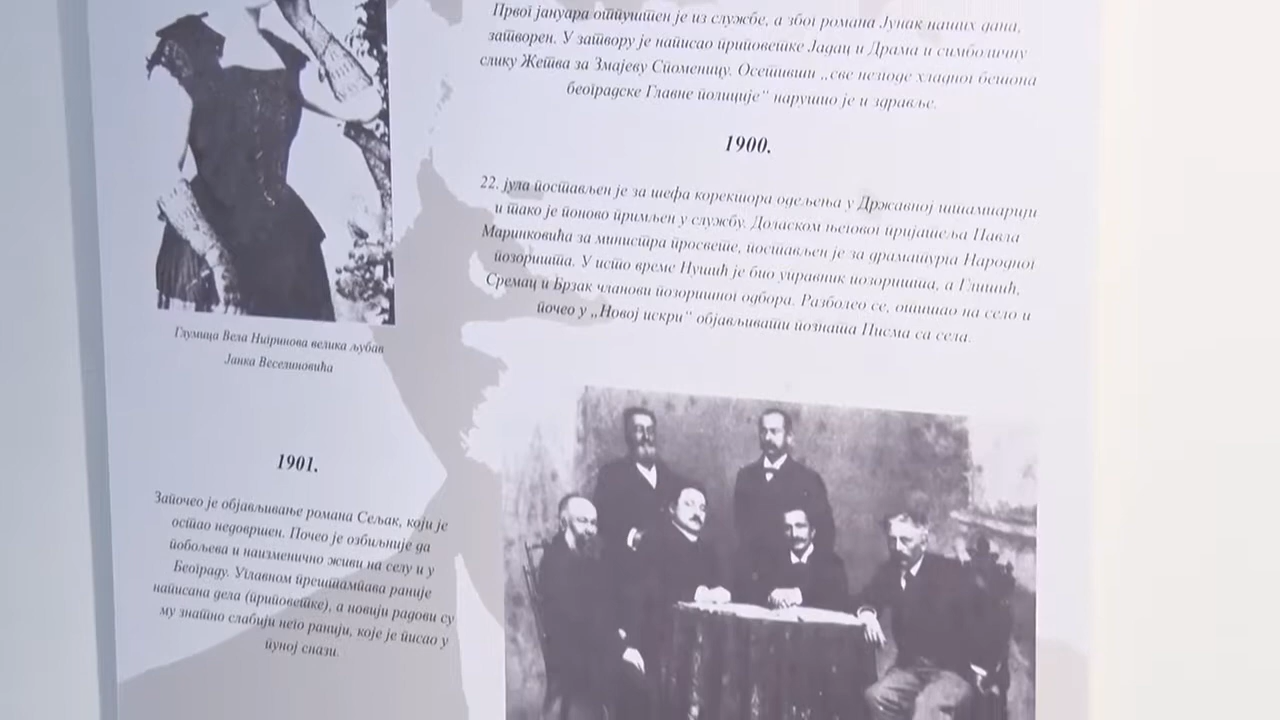 Првог јануара отпуштен је из службе, а због романа Јунак наших дана,
затворен. У затвору је написао приповетке Јадац и Драма и симболичну
слику Жетва за Змајеву Споменицу. Осетивши „све неподе хладног бетона
београдске Главне полиције“ нарушио је и здравље.
1900.
22. јула постављен је за шефа коректора одељења у Државној штампарији
и тако је поново примљен у службу. Доласком његовог пријатеља Павла
Маринковића за министра просвете, постављен је за драматурга Народног
позоришта. У исто време Нушић је био управник позоришта, а Глишић,
Сремац и Брзак чланови позоришног одбора. Разболео се, отишао на село и
почео у „Новој искри“ објављивати позната Писма са села.
Глумица Вела Нигринова велика љубав
Јанка Веселиновића
1901.
Започео је објављивање романа Сељак, који је
остао недовршен. Почео је озбиљније да
побољева и наизменично живи на селу и у
Београду. Углавном прештампава раније
написана дела (приповетке), а новији радови су
му знатно слабији него ранији, које је писао у
пуној снази.